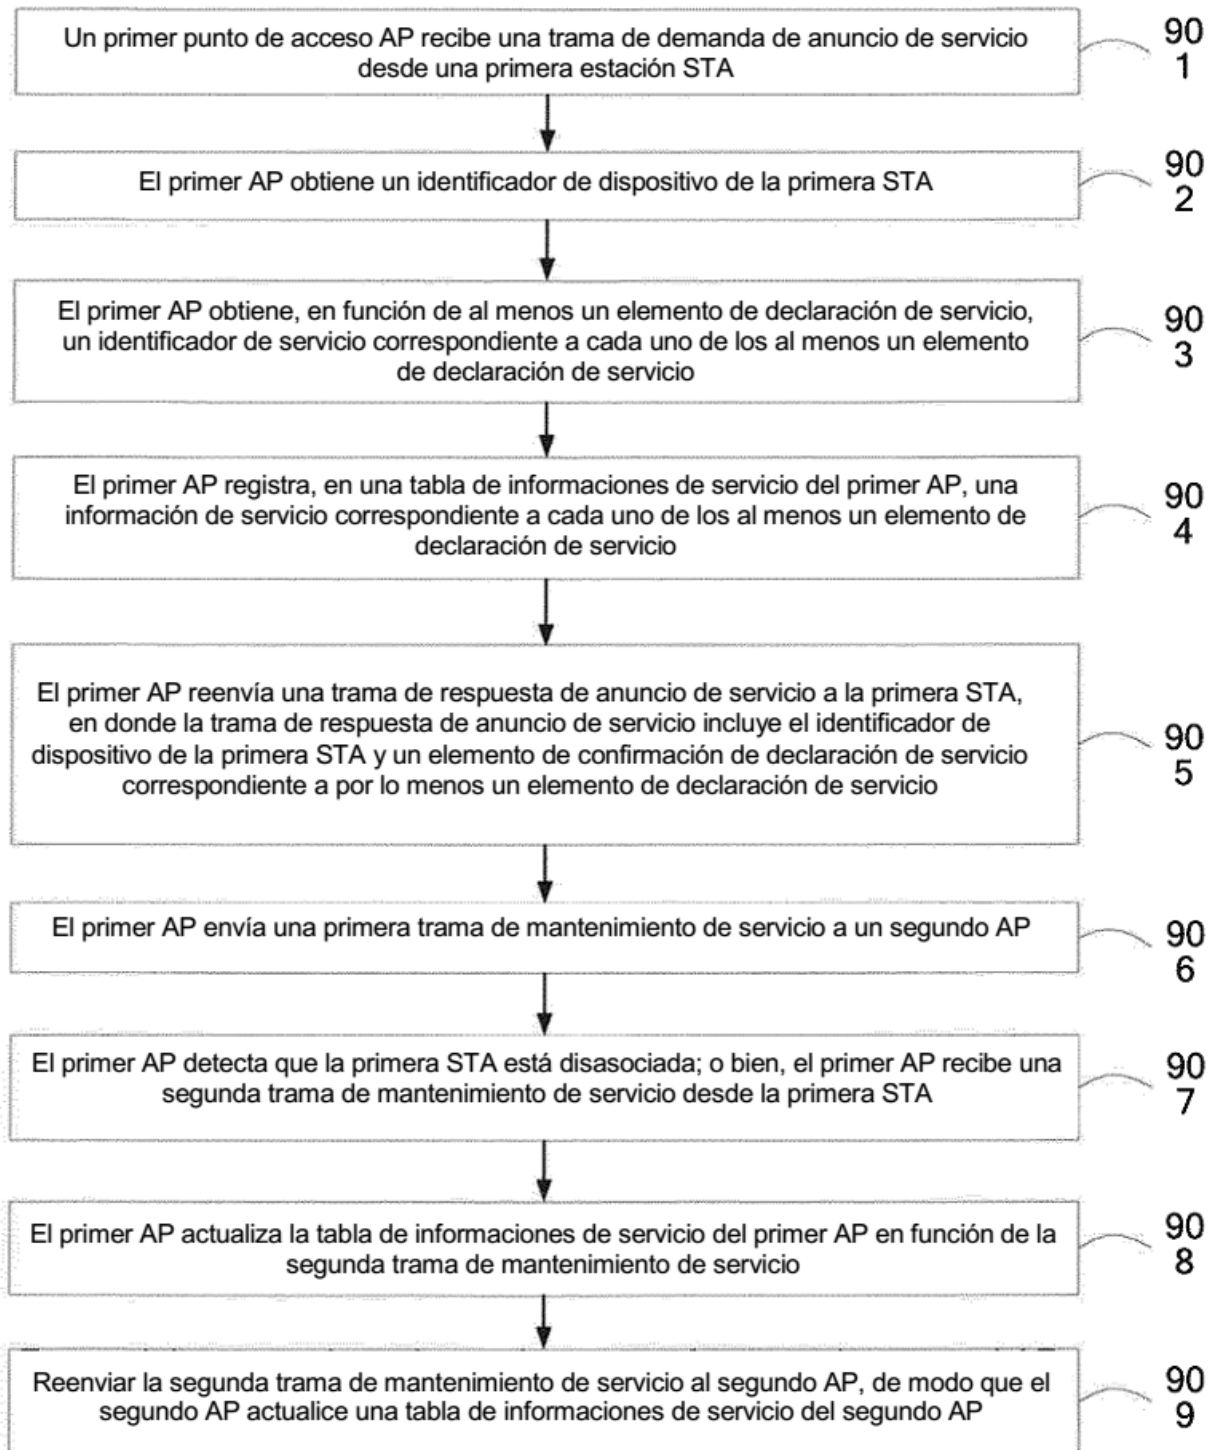 Un primer punto de acceso AP recibe una trama de demanda de anuncio de servicio
desde una primera estación STA
90
1
El primer AP obtiene un identificador de dispositivo de la primera STA
90
2
El primer AP obtiene, en función de al menos un elemento de declaración de servicio,
un identificador de servicio correspondiente a cada uno de los al menos un elemento
de declaración de servicio
90
3
El primer AP registra, en una tabla de informaciones de servicio del primer AP, una
información de servicio correspondiente a cada uno de los al menos un elemento de
declaración de servicio
90
4
El primer AP reenvía una trama de respuesta de anuncio de servicio a la primera STA,
en donde la trama de respuesta de anuncio de servicio incluye el identificador de
dispositivo de la primera STA y un elemento de confirmación de declaración de servicio
correspondiente a por lo menos un elemento de declaración de servicio
90
5
El primer AP envía una primera trama de mantenimiento de servicio a un segundo AP
90
6
El primer AP detecta que la primera STA está disasociada; o bien, el primer AP recibe una
segunda trama de mantenimiento de servicio desde la primera STA
90
7
El primer AP actualiza la tabla de informaciones de servicio del primer AP en función de la
segunda trama de mantenimiento de servicio
90
8
Reenviar la segunda trama de mantenimiento de servicio al segundo AP, de modo que el
segundo AP actualice una tabla de informaciones de servicio del segundo AP
90
9